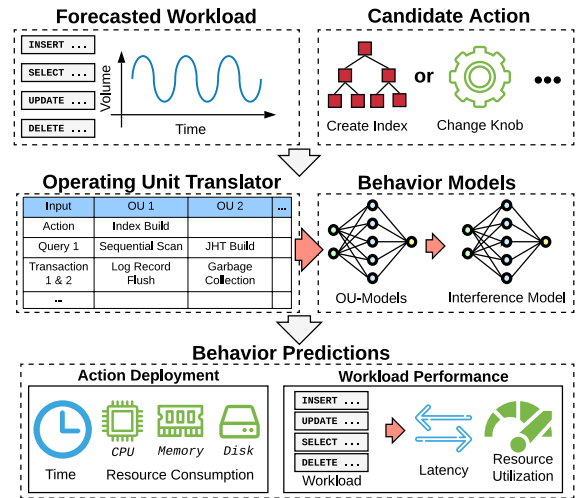 Forecasted Workload
INSERT ...
SELECT ...
UPDATE ...
DELETE ...
Volume
Time
Candidate Action
or
...
Create Index
Change Knob
Operating Unit Translator
Input OU 1 OU 2 ...
Action Index Build
Query 1 Sequential Scan JHT Build
Transaction 1 & 2 Log Record Flush Garbage Collection
...
Behavior Models
OU-Models
Interference Model
Behavior Predictions
Action Deployment
Time
CPU
Memory
Disk
Resource Consumption
Workload Performance
INSERT ...
UPDATE ...
SELECT ...
DELETE ...
Workload
Latency
Resource
Utilization